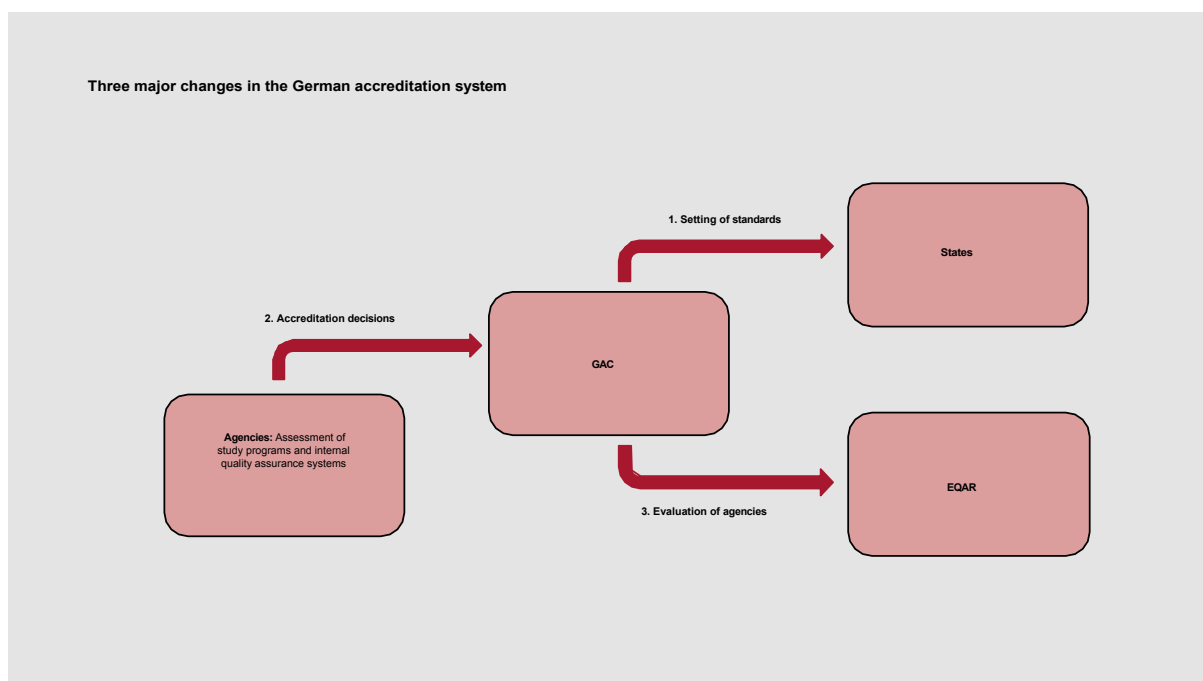 Three major changes in the German accreditation system
1. Setting of standards
States
2. Accreditation decisions
GAC
Agencies: Assessment of
study programs and internal
quality assurance systems
EQAR
3. Evaluation of agencies